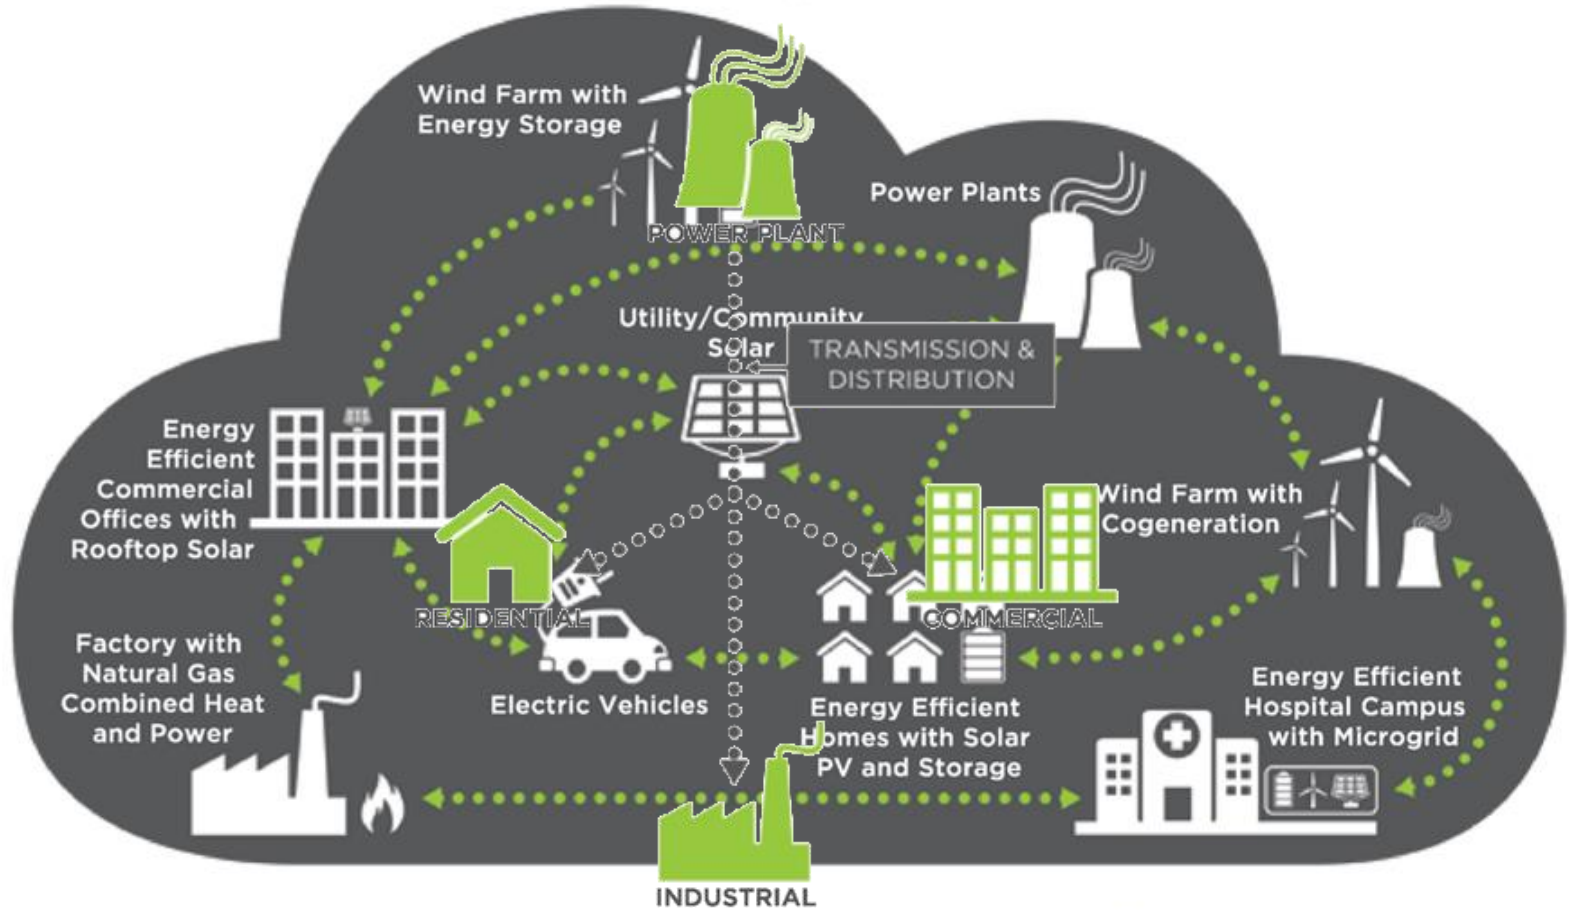 Wind Farm with
Energy Storage
Power Plants
POWER PLANT
Utility/Community
Solar
TRANSMISSION &
DISTRIBUTION
Energy
Efficient
Commercial
Offices with
Rooftop Solar
Wind Farm with
Cogeneration
RESIDENTIAL
COMMERCIAL
Factory with
Natural Gas
Combined Heat
and Power
Electric Vehicles
Energy Efficient
Homes with Solar
PV and Storage
Energy Efficient
Hospital Campus
with Microgrid
INDUSTRIAL